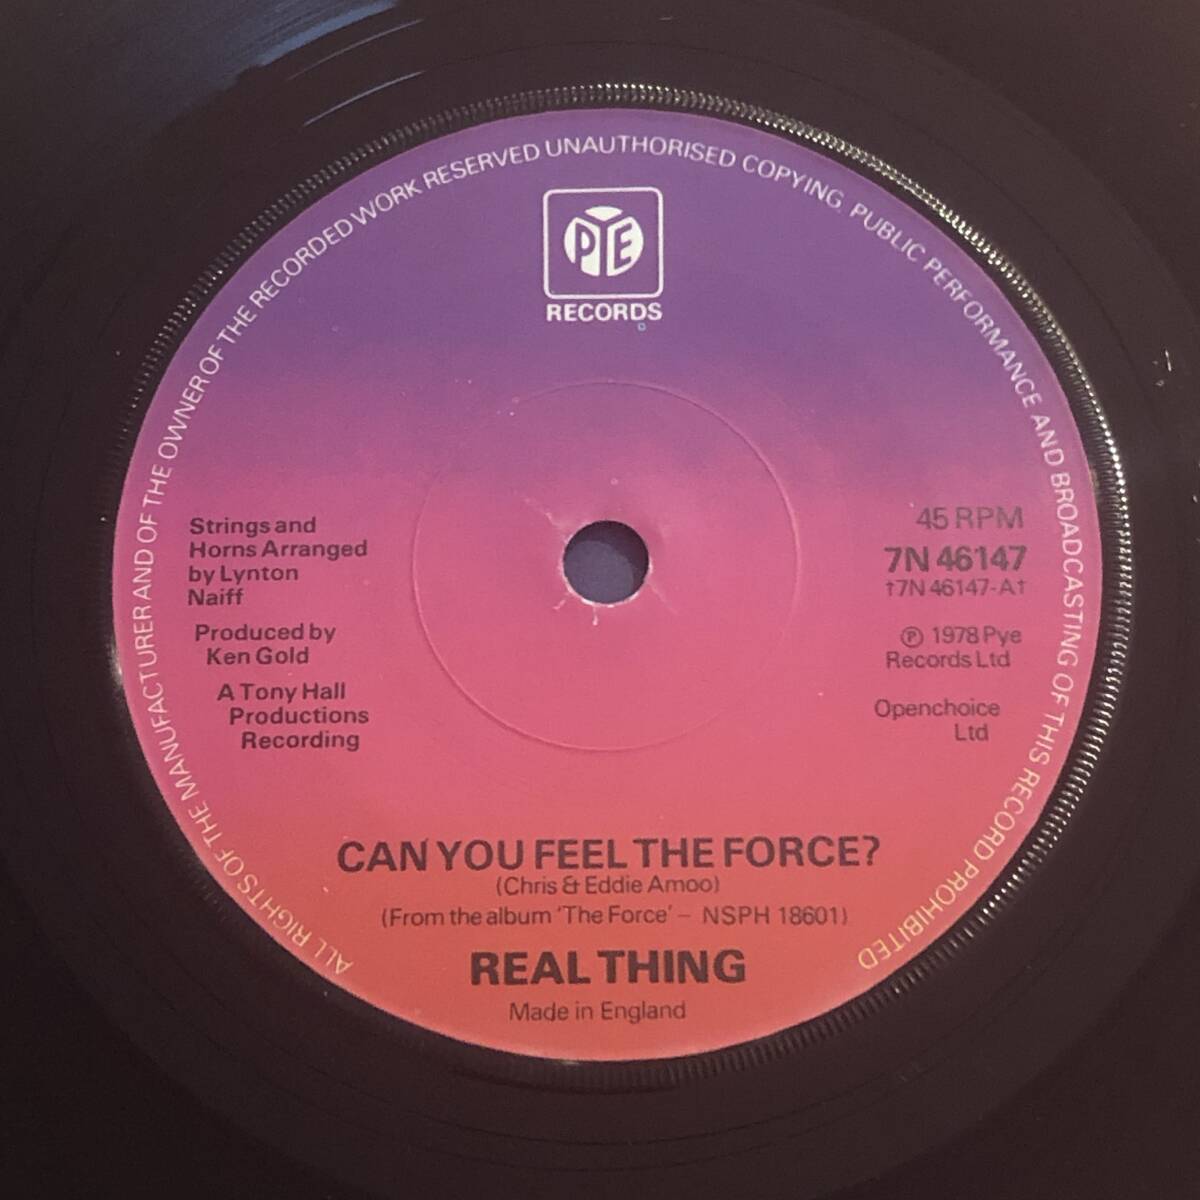 ALL RIGHTS OF THE MANUFACTURER AND OF THE OWNER OF THE RECORDED WORK RESERVED UNAUTHORISED COPYING, PUBLIC PERFORMANCE AND BROADCASTING OF THIS RECORD PROHIBITED
PYE
RECORDS
Strings and
Horns Arranged
by Lynton
Naiff
Produced by
Ken Gold
A Tony Hall
Productions
Recording
45 RPM
7N 46147
†7N 46147-A†
℗ 1978 Pye
Records Ltd
Openchoice
Ltd
CAN YOU FEEL THE FORCE?
(Chris & Eddie Amoo)
(From the album 'The Force' – NSPH 18601)
REAL THING
Made in England